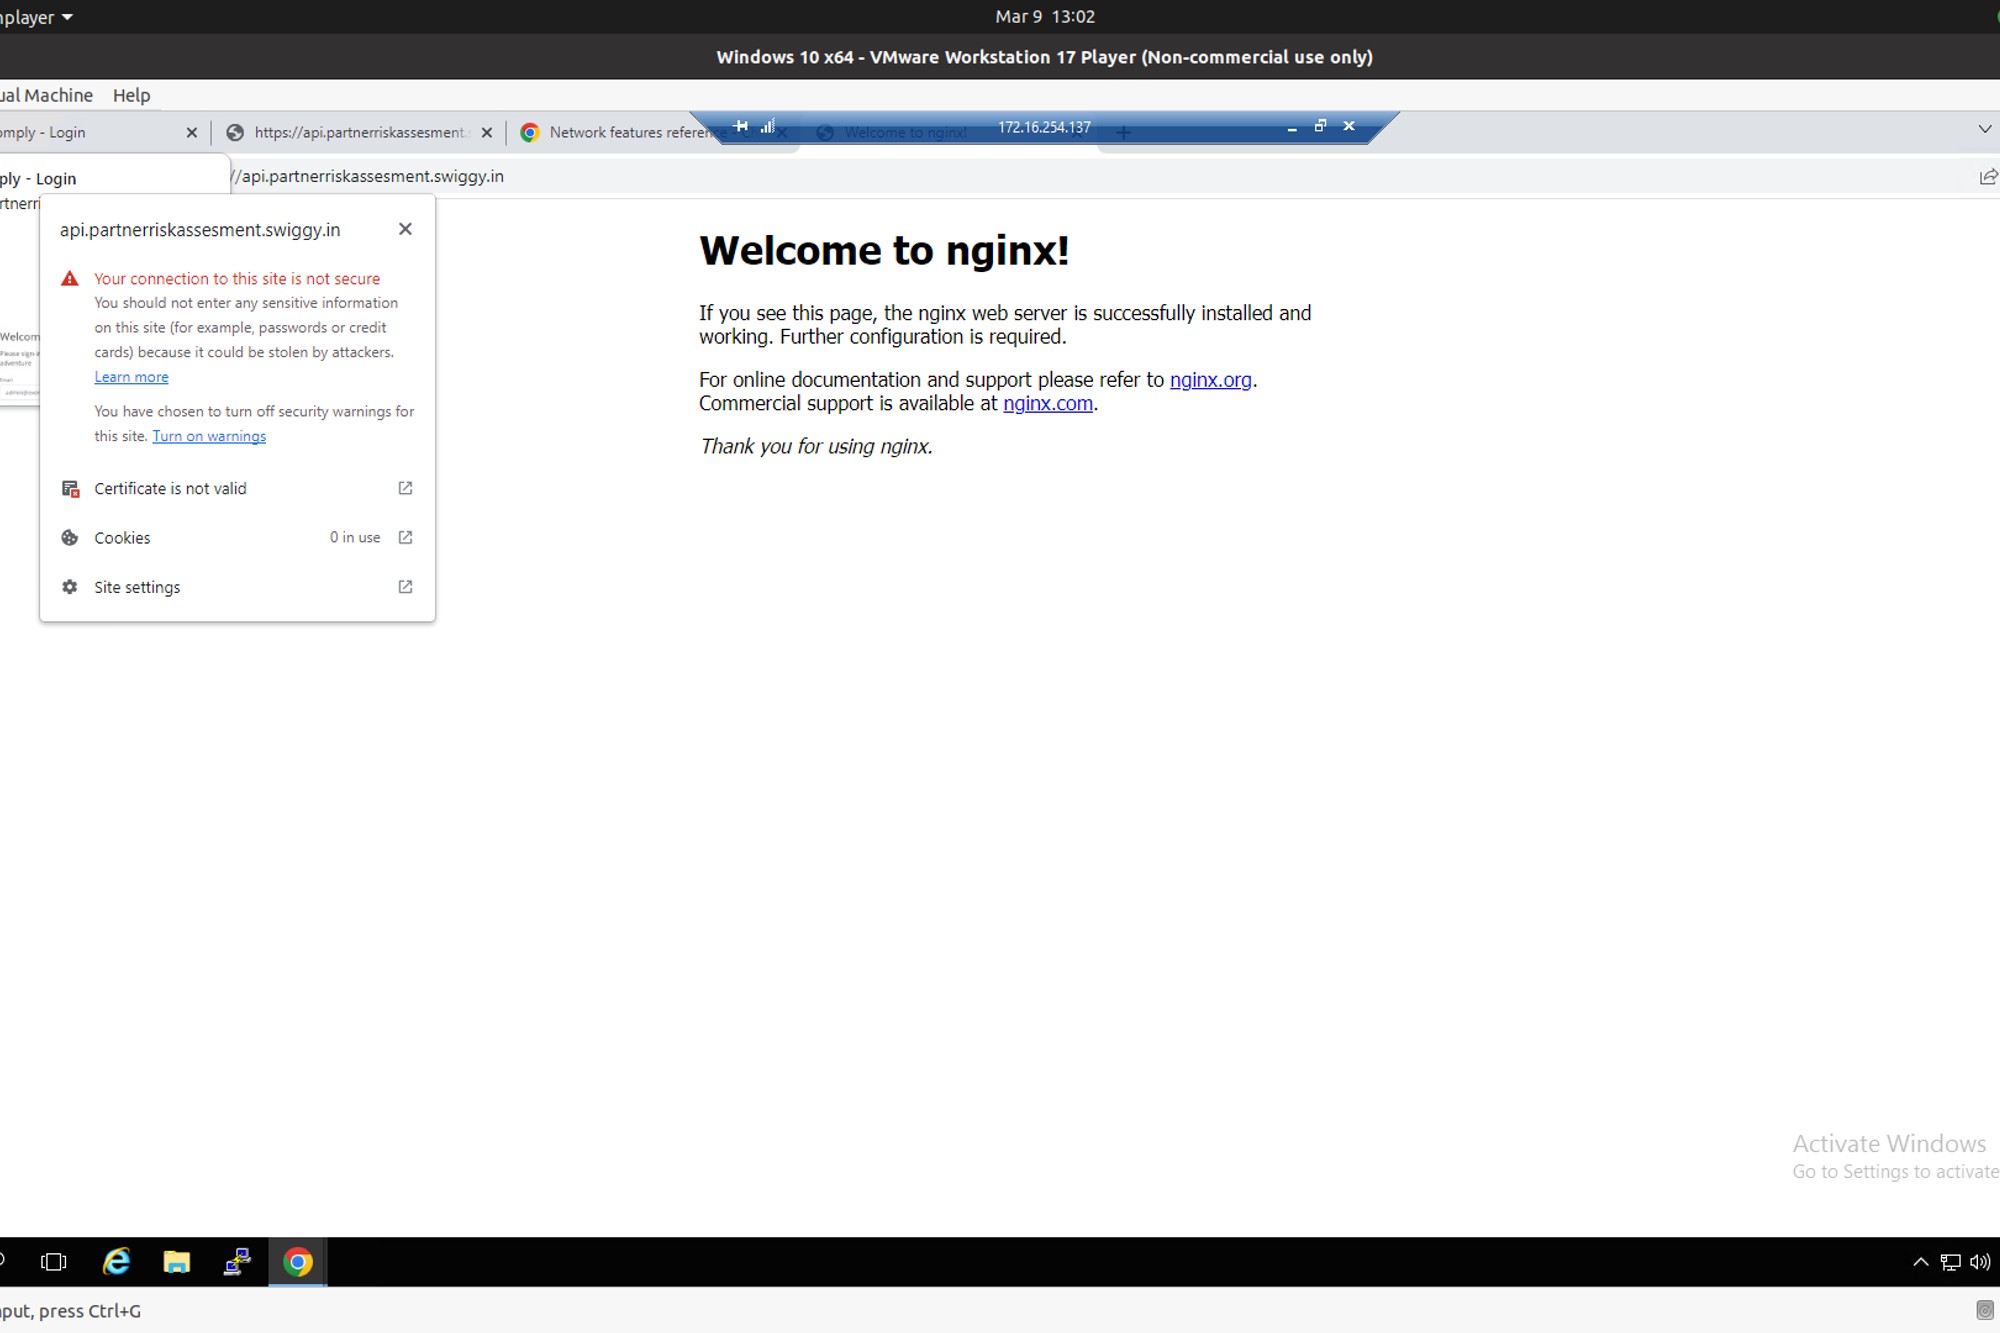 nplayer
Mar 9 13:02
Windows 10 x64 - VMware Workstation 17 Player (Non-commercial use only)
ual Machine Help
omply - Login
https://api.partnerriskassesment.
Network features referen
Welcome to nginx!
172.16.254.137
ply - Login
//api.partnerriskassesment.swiggy.in
rtnerri
api.partnerriskassesment.swiggy.in
Your connection to this site is not secure
You should not enter any sensitive information
on this site (for example, passwords or credit
cards) because it could be stolen by attackers.
Learn more
You have chosen to turn off security warnings for
this site. Turn on warnings
Certificate is not valid
Cookies 0 in use
Site settings
Welcom
Please sign i
adventure
Welcome to nginx!
If you see this page, the nginx web server is successfully installed and
working. Further configuration is required.
For online documentation and support please refer to nginx.org.
Commercial support is available at nginx.com.
Thank you for using nginx.
Activate Windows
Go to Settings to activate
nput, press Ctrl+G